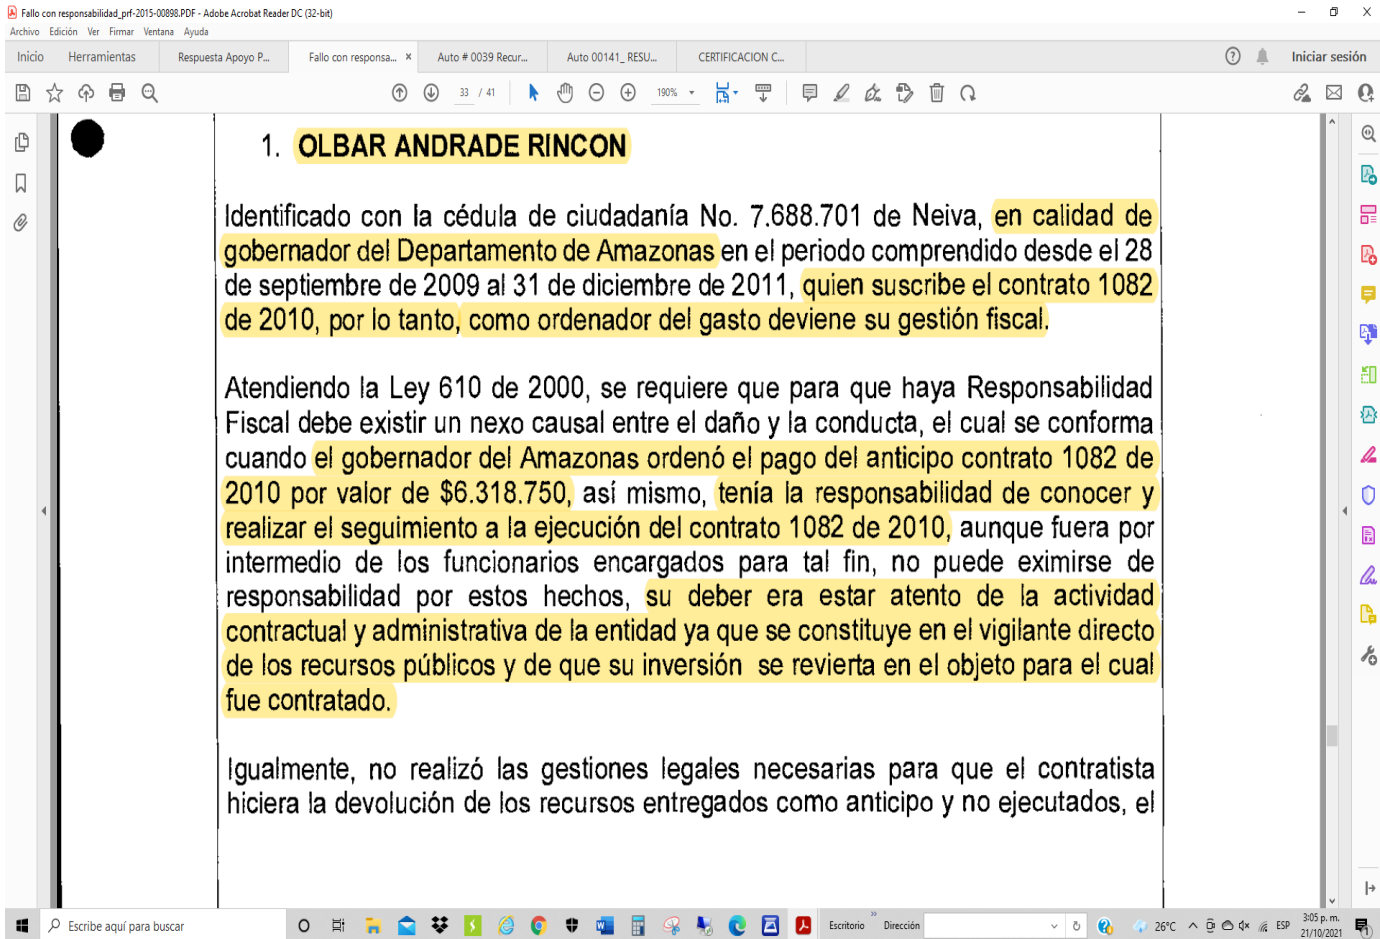 Fallo con responsabilidad_prf-2015-00898.PDF - Adobe Acrobat Reader DC (32-bit)
Archivo Edición Ver Firmar Ventana Ayuda
Inicio Herramientas Respuesta Apoyo P... Fallo con responsa... × Auto # 0039 Recur... Auto 00141_ RESU... CERTIFICACION C... Iniciar sesión
33 / 41 190%
1. OLBAR ANDRADE RINCON
Identificado con la cédula de ciudadanía No. 7.688.701 de Neiva, en calidad de
gobernador del Departamento de Amazonas en el periodo comprendido desde el 28
de septiembre de 2009 al 31 de diciembre de 2011, quien suscribe el contrato 1082
de 2010, por lo tanto, como ordenador del gasto deviene su gestión fiscal.
Atendiendo la Ley 610 de 2000, se requiere que para que haya Responsabilidad
Fiscal debe existir un nexo causal entre el daño y la conducta, el cual se conforma
cuando el gobernador del Amazonas ordenó el pago del anticipo contrato 1082 de
2010 por valor de $6.318.750, así mismo, tenía la responsabilidad de conocer y
realizar el seguimiento a la ejecución del contrato 1082 de 2010, aunque fuera por
intermedio de los funcionarios encargados para tal fin, no puede eximirse de
responsabilidad por estos hechos, su deber era estar atento de la actividad
contractual y administrativa de la entidad ya que se constituye en el vigilante directo
de los recursos públicos y de que su inversión se revierta en el objeto para el cual
fue contratado.
Igualmente, no realizó las gestiones legales necesarias para que el contratista
hiciera la devolución de los recursos entregados como anticipo y no ejecutados, el
Escribe aquí para buscar Escritorio Dirección 26°C ESP 3:05 p. m.
21/10/2021